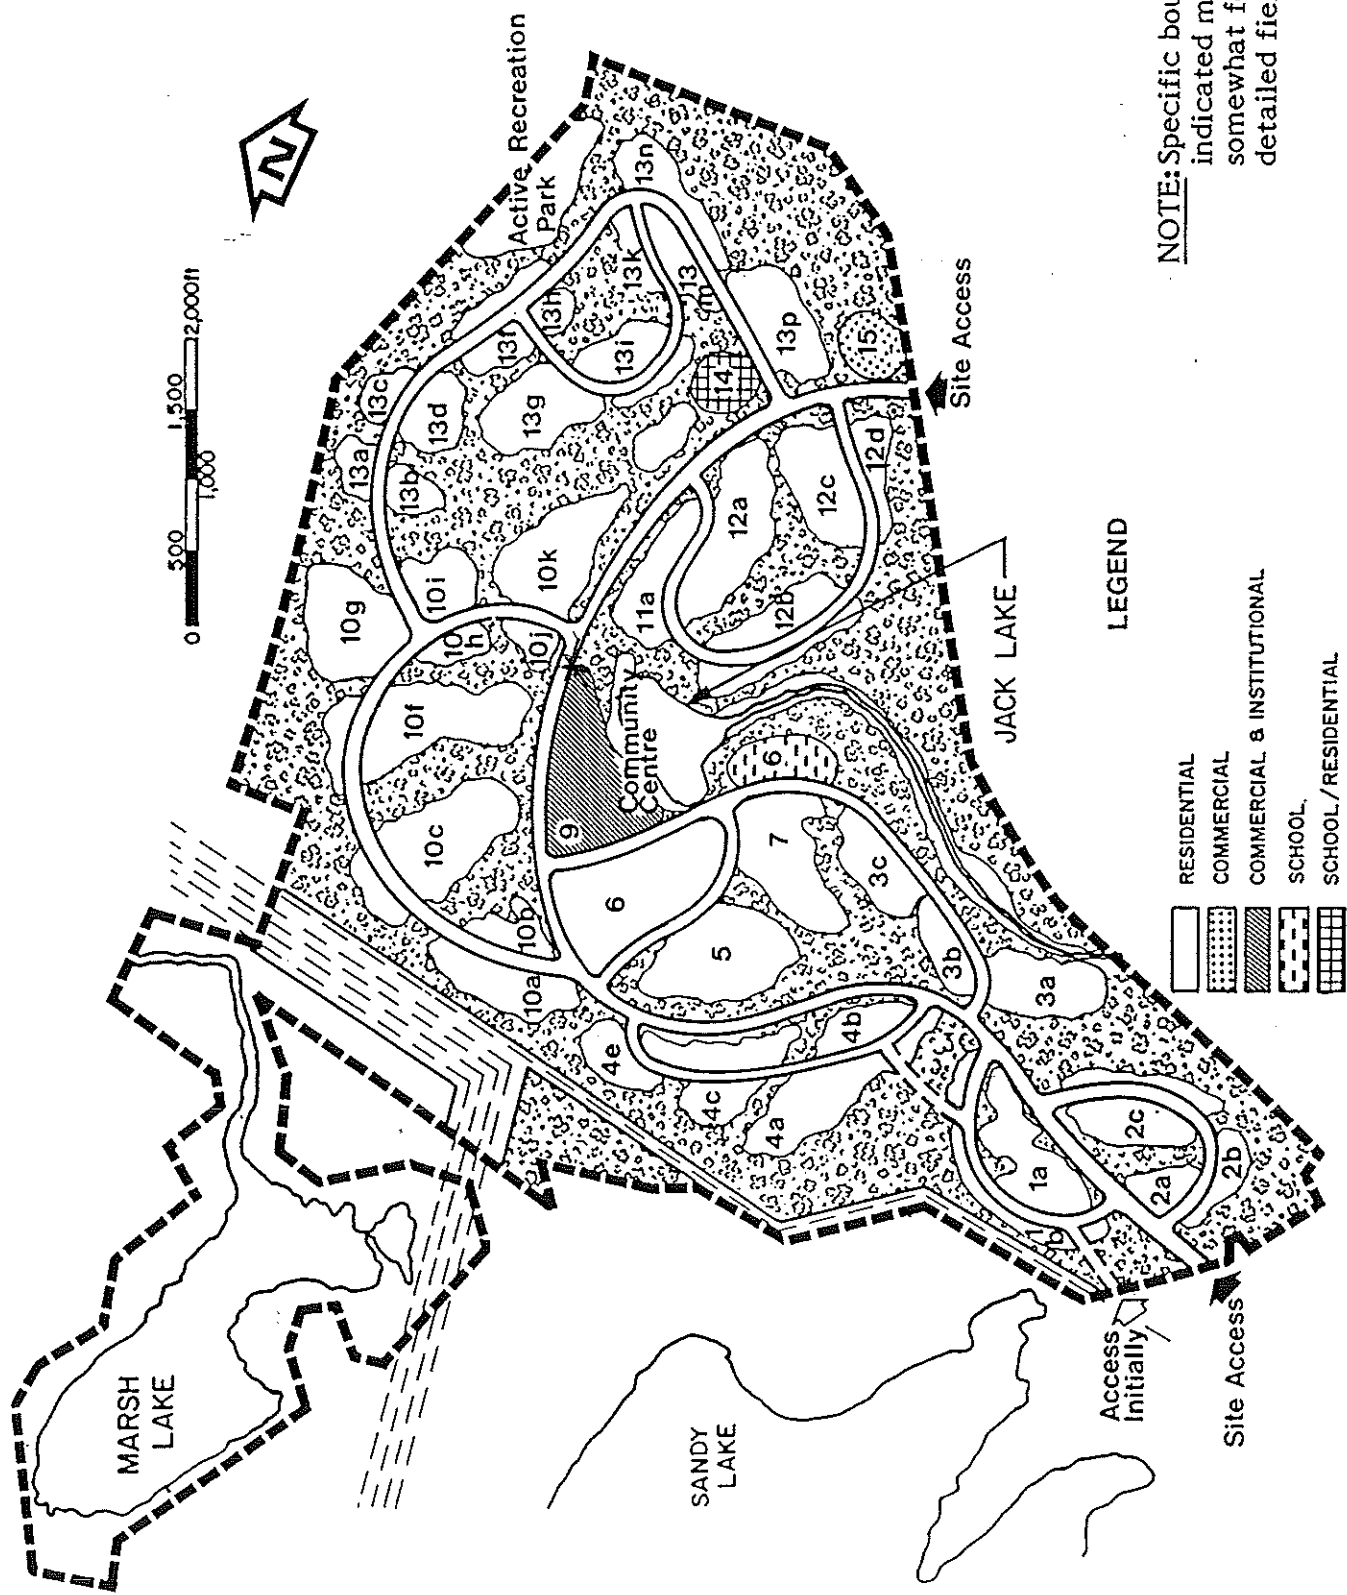 MARSH
LAKE
SANDY
LAKE
N
0
500
1,000
1,500
2,000ft
Active Recreation
Park
10g
10i
10h
10j
10k
10f
10c
10b
10a
13a
13b
13c
13d
13f
13g
13h
13i
13k
13m
13n
13p
14
15
12a
12b
12c
12d
11a
9
Community
Centre
6
6
7
5
3c
3b
3a
3c
4e
4c
4a
4b
1a
1b
2a
2b
2c
Access
Initially
Site Access
Site Access
JACK LAKE
LEGEND
RESIDENTIAL
COMMERCIAL
COMMERCIAL & INSTITUTIONAL
SCHOOL
SCHOOL/RESIDENTIAL
NOTE: Specific bou
indicated m
somewhat f
detailed fie